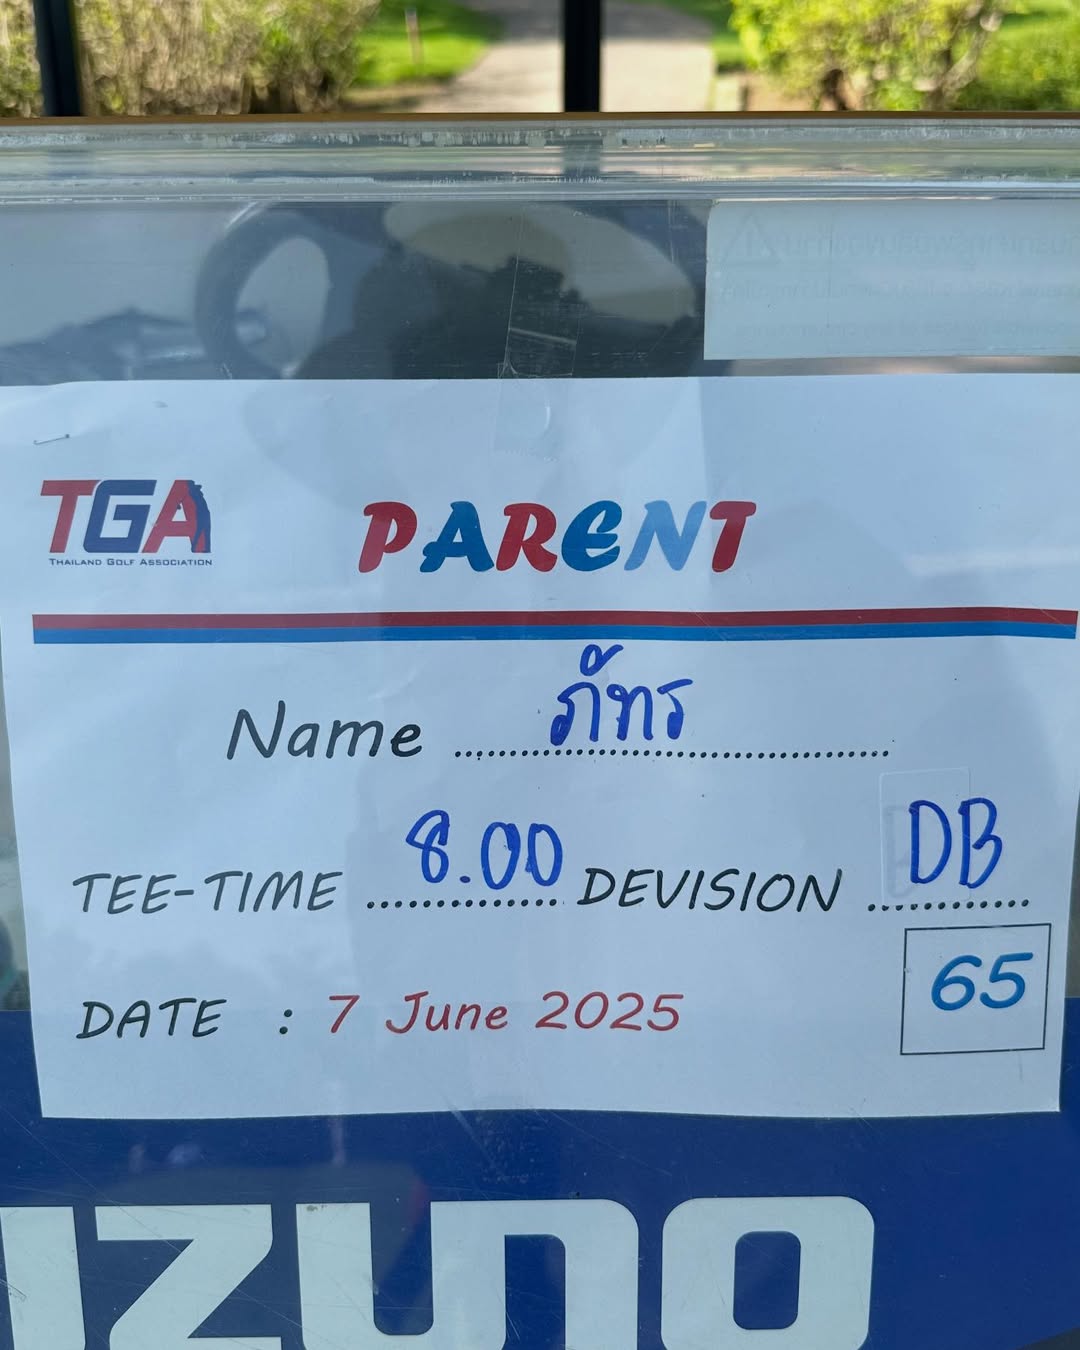 TGA
THAILAND GOLF ASSOCIATION
PARENT
Name ภัทร
TEE-TIME 8.00 DEVISION DB
DATE : 7 June 2025
65
IZUNO